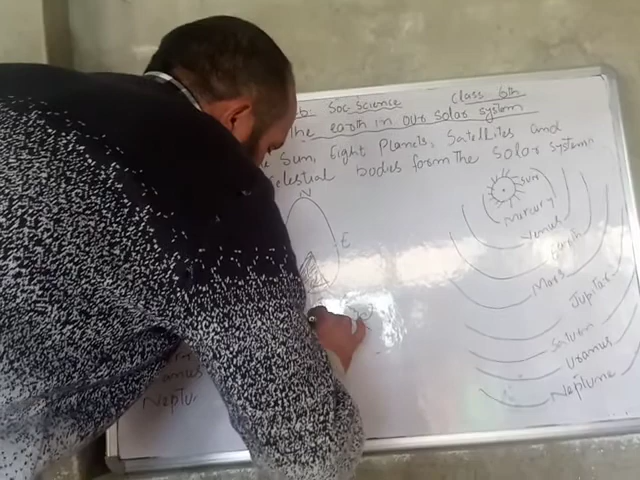 Soc. Science Class 6th
The earth in our solar system
Sun, Eight Planets, Satellites and
Celestial bodies form The Solar System
N
E
Sun
Mercury
Venus
Earth
Mars
Jupitar
Saturn
Uranus
Neptune